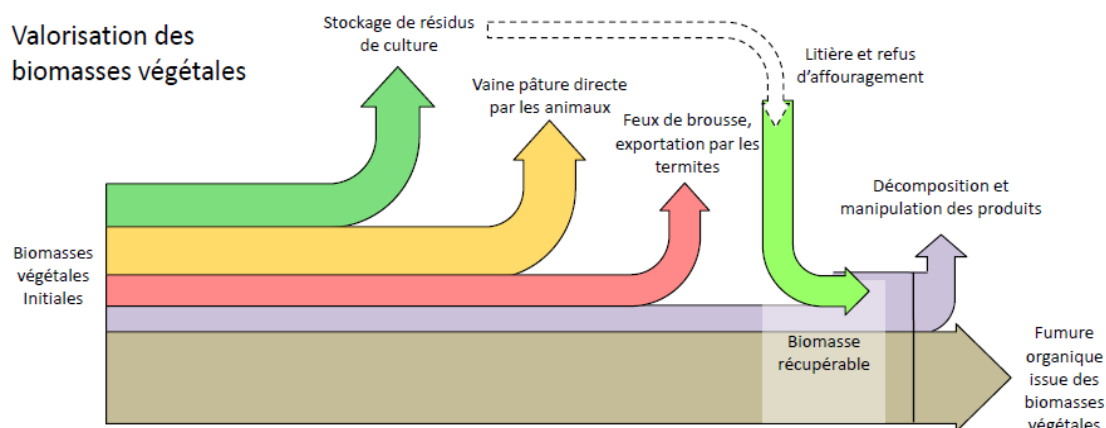 Valorisation des
biomasses végétales
Stockage de résidus
de culture
Vaine pâture directe
par les animaux
Feux de brousse,
exportation par les
termites
Litière et refus
d'affouragement
Décomposition et
manipulation des produits
Biomasses
végétales
Initiales
Biomasse
récupérable
Fumure
organique
issue des
biomasses
végétales